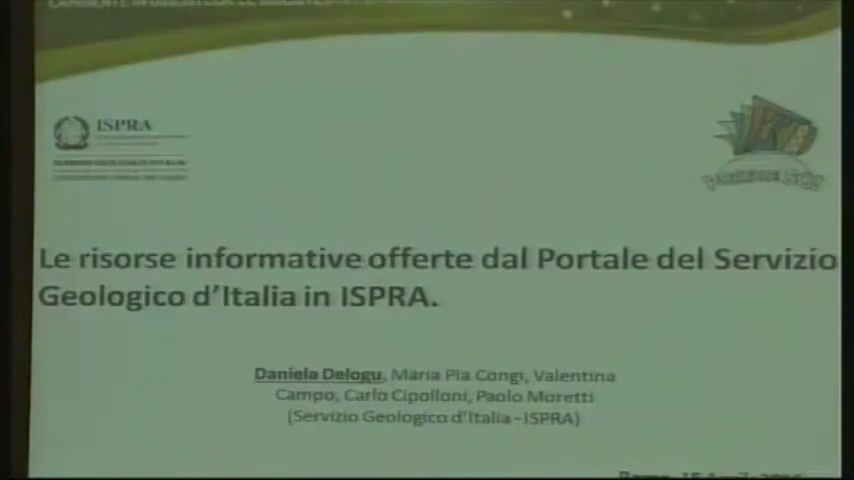 ISPRA
Le risorse informative offerte dal Portale del Servizio
Geologico d'Italia in ISPRA.
Daniela Delogu, Maria Pia Congi, Valentina
Campo, Carlo Cipolloni, Paolo Moretti
(Servizio Geologico d'Italia - ISPRA)